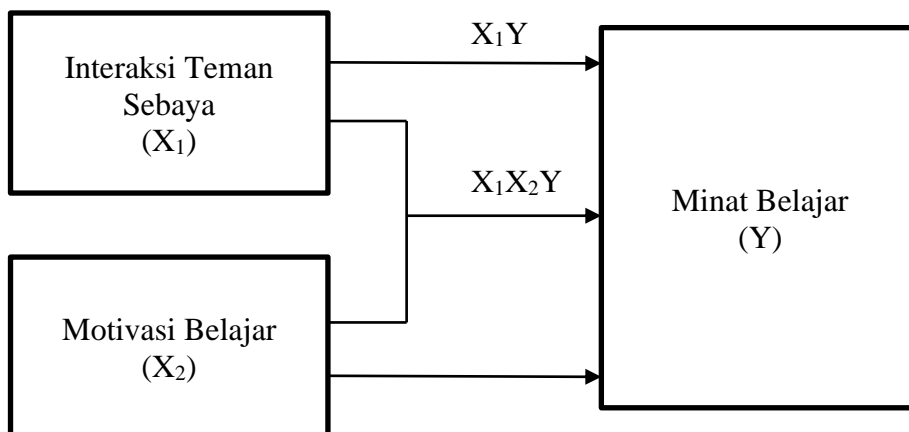 X₁Y
Interaksi Teman
Sebaya
(X₁)
X₁X₂Y
Minat Belajar
(Y)
Motivasi Belajar
(X₂)